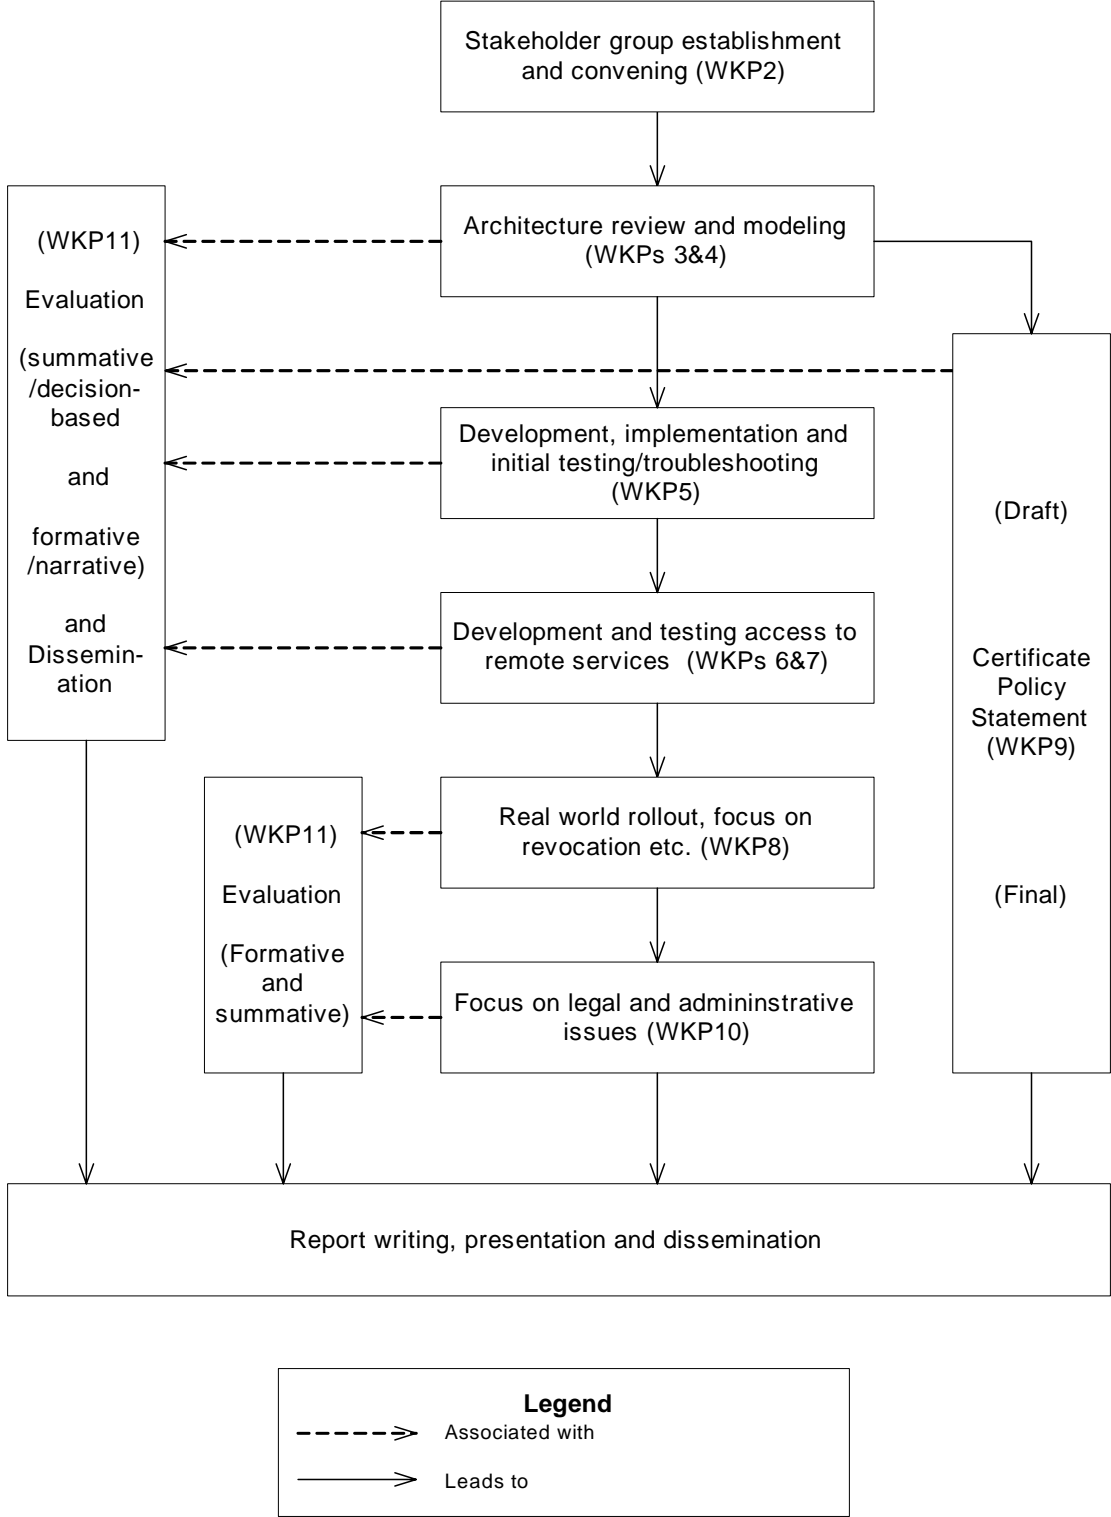 Stakeholder group establishment
and convening (WKP2)
Architecture review and modeling
(WKPs 3&4)
(WKP11)
Evaluation
(summative
/decision-
based
and
formative
/narrative)
and
Dissemin-
ation
Development, implementation and
initial testing/troubleshooting
(WKP5)
Development and testing access to
remote services  (WKPs 6&7)
(Draft)
Certificate
Policy
Statement
(WKP9)
(Final)
Real world rollout, focus on
revocation etc. (WKP8)
(WKP11)
Evaluation
(Formative
and
summative)
Focus on legal and admininstrative
issues (WKP10)
Report writing, presentation and dissemination
Legend
Associated with
Leads to